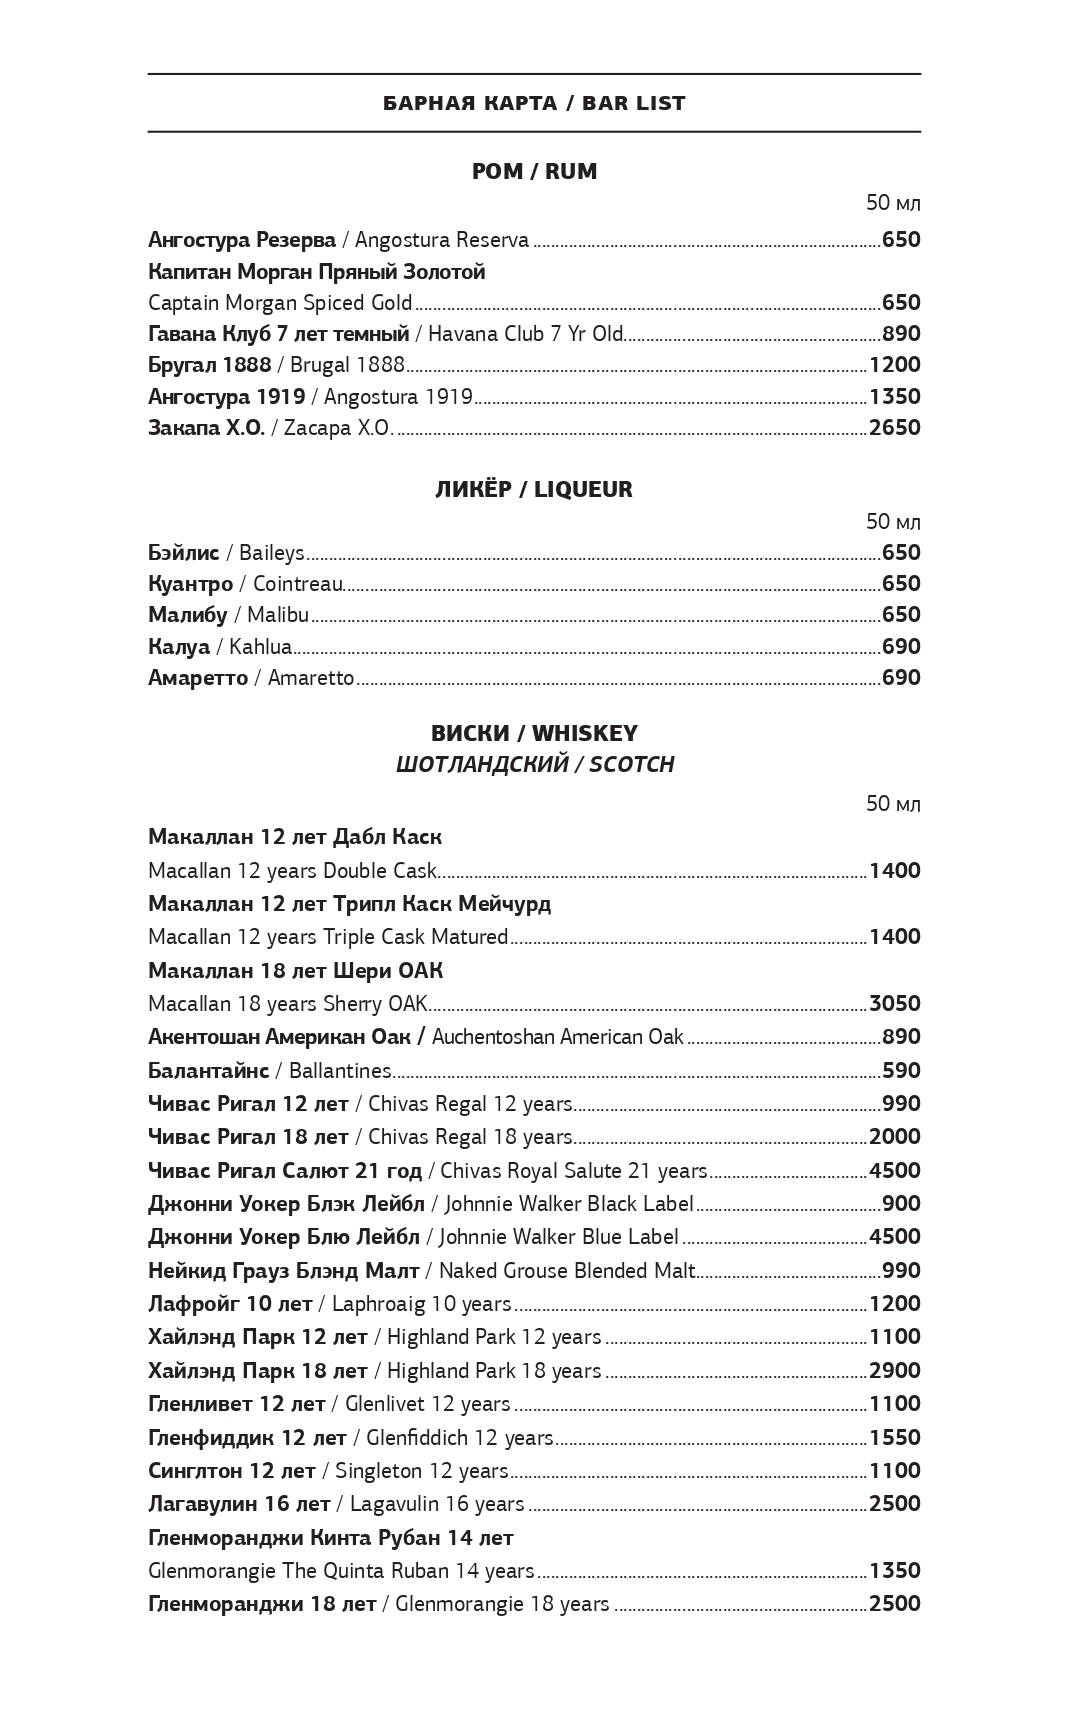 БАРНАЯ КАРТА / BAR LIST
РОМ / RUM
50 мл
Ангостура Резерва / Angostura Reserva 650
Капитан Морган Пряный Золотой
Captain Morgan Spiced Gold 650
Гавана Клуб 7 лет темный / Havana Club 7 Yr Old 890
Бругал 1888 / Brugal 1888 1200
Ангостура 1919 / Angostura 1919 1350
Закапа X.O. / Zacapa X.O. 2650
ЛИКЁР / LIQUEUR
50 мл
Бэйлис / Baileys 650
Куантро / Cointreau 650
Малибу / Malibu 650
Калуа / Kahlua 690
Амаретто / Amaretto 690
ВИСКИ / WHISKEY
ШОТЛАНДСКИЙ / SCOTCH
50 мл
Макаллан 12 лет Дабл Каск
Macallan 12 years Double Cask 1400
Макаллан 12 лет Трипл Каск Мейчурд
Macallan 12 years Triple Cask Matured 1400
Макаллан 18 лет Шери ОАК
Macallan 18 years Sherry OAK 3050
Акентошан Американ Оак / Auchentoshan American Oak 890
Балантайнс / Ballantines 590
Чивас Ригал 12 лет / Chivas Regal 12 years 990
Чивас Ригал 18 лет / Chivas Regal 18 years 2000
Чивас Ригал Салют 21 год / Chivas Royal Salute 21 years 4500
Джонни Уокер Блэк Лейбл / Johnnie Walker Black Label 900
Джонни Уокер Блю Лейбл / Johnnie Walker Blue Label 4500
Нейкид Грауз Блэнд Малт / Naked Grouse Blended Malt 990
Лафройг 10 лет / Laphroaig 10 years 1200
Хайлэнд Парк 12 лет / Highland Park 12 years 1100
Хайлэнд Парк 18 лет / Highland Park 18 years 2900
Гленливет 12 лет / Glenlivet 12 years 1100
Гленфиддик 12 лет / Glenfiddich 12 years 1550
Синглтон 12 лет / Singleton 12 years 1100
Лагавулин 16 лет / Lagavulin 16 years 2500
Гленморанджи Кинта Рубан 14 лет
Glenmorangie The Quinta Ruban 14 years 1350
Гленморанджи 18 лет / Glenmorangie 18 years 2500